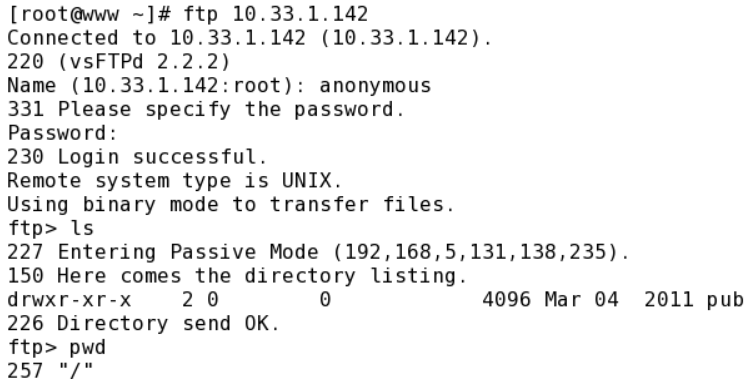 [root@www ~]# ftp 10.33.1.142
Connected to 10.33.1.142 (10.33.1.142).
220 (vsFTPd 2.2.2)
Name (10.33.1.142:root): anonymous
331 Please specify the password.
Password:
230 Login successful.
Remote system type is UNIX.
Using binary mode to transfer files.
ftp> ls
227 Entering Passive Mode (192,168,5,131,138,235).
150 Here comes the directory listing.
drwxr-xr-x    2 0        0            4096 Mar 04  2011 pub
226 Directory send OK.
ftp> pwd
257 "/"